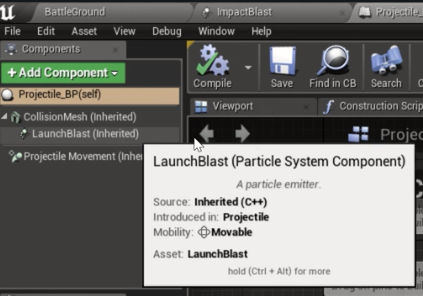 BattleGround
ImpactBlast
Projectile_
File Edit Asset View Debug Window Help
Components
+ Add Component
Compile
Save
Find in CB
Search
Projectile_BP(self)
CollisionMesh (Inherited)
LaunchBlast (Inherited)
Projectile Movement (Inher
Viewport
Construction Scrip
Projec
LaunchBlast (Particle System Component)
A particle emitter.
Source: Inherited (C++)
Introduced in: Projectile
Mobility: Movable
Asset: LaunchBlast
hold (Ctrl + Alt) for more